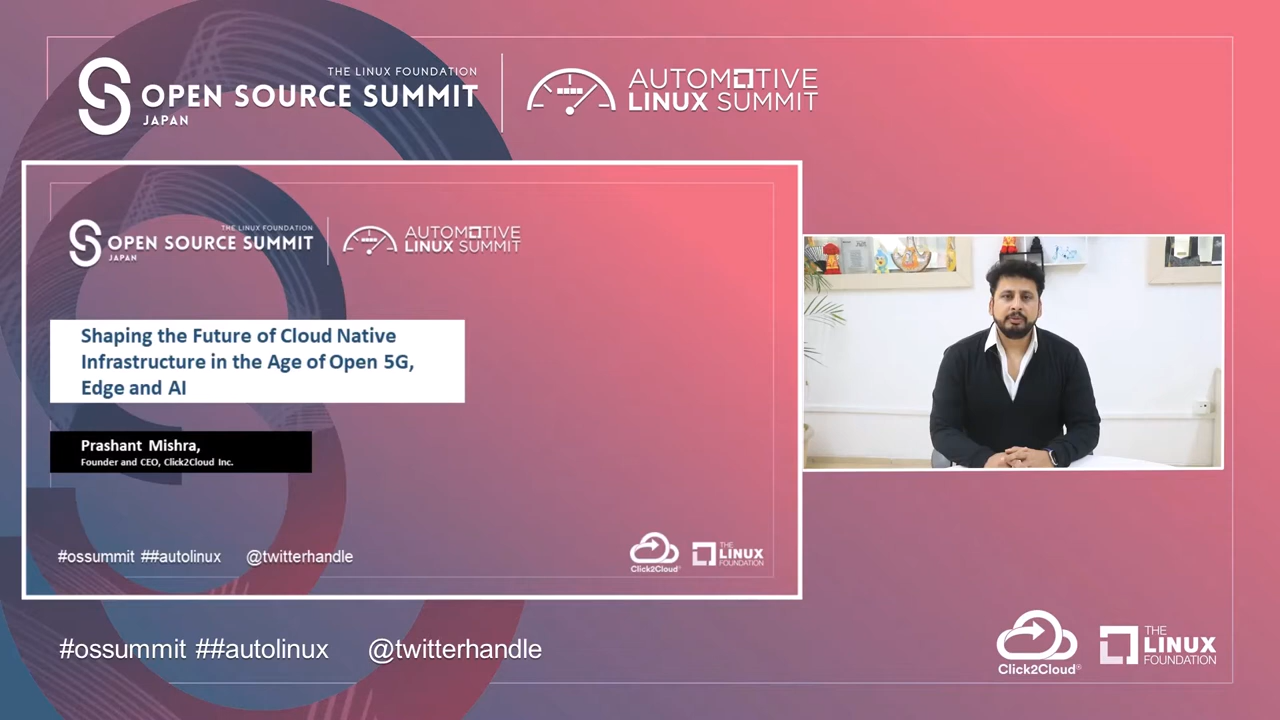 THE LINUX FOUNDATION
OPEN SOURCE SUMMIT
JAPAN
AUTOMOTIVE
LINUX SUMMIT
THE LINUX FOUNDATION
OPEN SOURCE SUMMIT
JAPAN
AUTOMOTIVE
LINUX SUMMIT
Shaping the Future of Cloud Native
Infrastructure in the Age of Open 5G,
Edge and AI
Prashant Mishra,
Founder and CEO, Click2Cloud Inc.
#ossummit ##autolinux @twitterhandle
Click2Cloud®
THE
LINUX
FOUNDATION
#ossummit ##autolinux @twitterhandle
Click2Cloud®
THE
LINUX
FOUNDATION